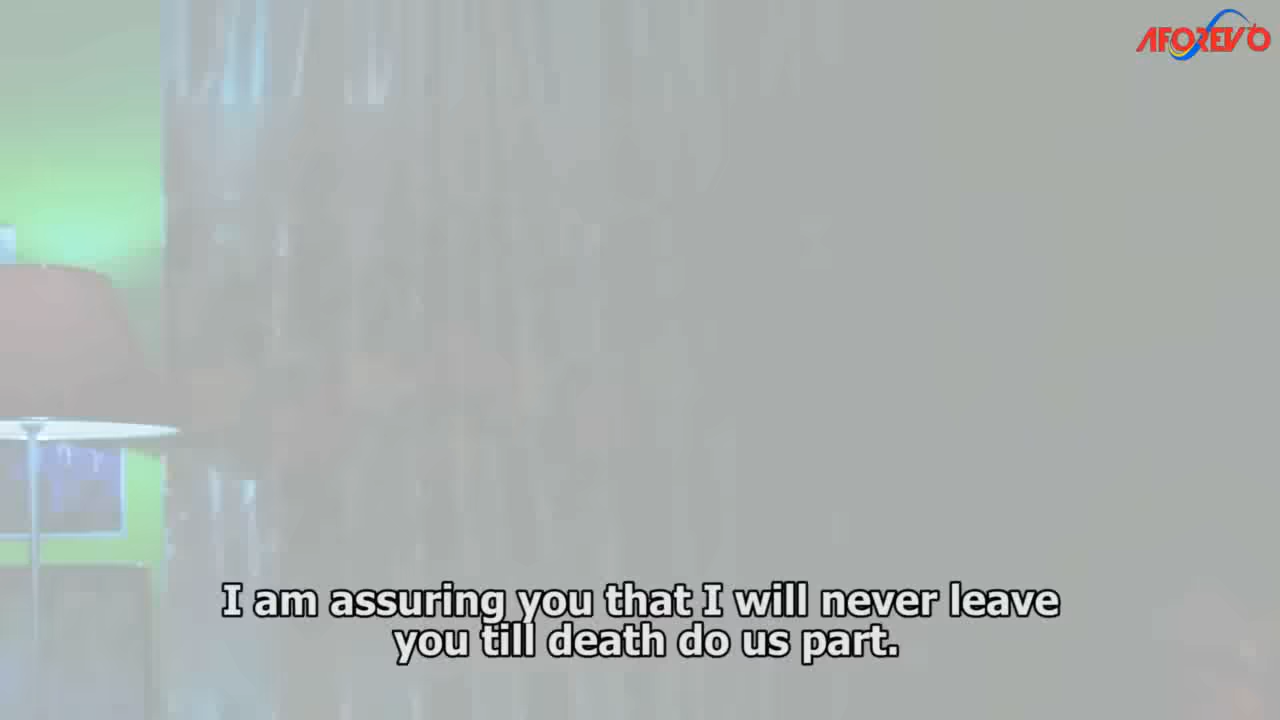 AFOREVO
I am assuring you that I will never leave
you till death do us part.